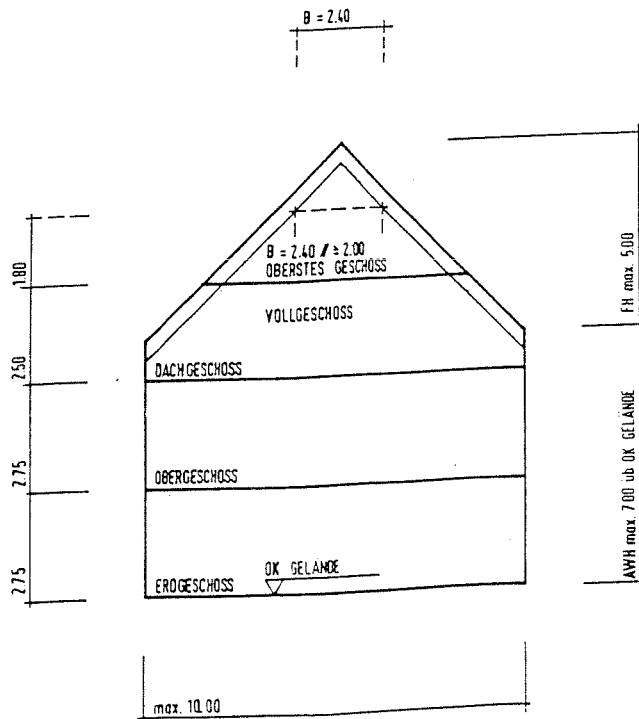 B = 2.40
B = 2.40 // ≥ 2.00
OBERSTES GESCHOSS
VOLLGESCHOSS
DACHGESCHOSS
OBERGESCHOSS
OK GELÄNDE
ERDGESCHOSS
1.80
2.50
2.75
2.75
FH max. 5.00
AWH max. 7.00 üb OK GELÄNDE
max. 10.00